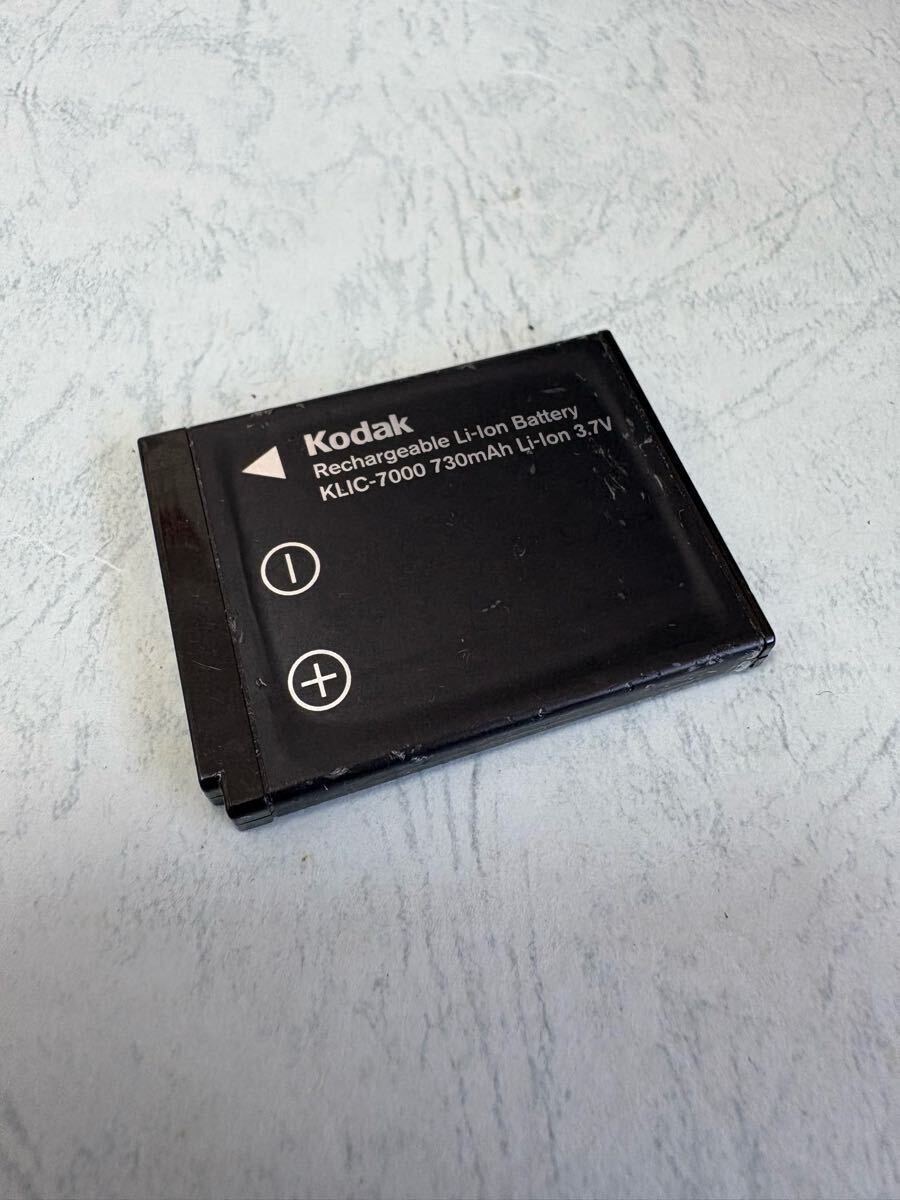 Kodak
Rechargeable Li-Ion Battery
KLIC-7000 730mAh Li-Ion 3.7V